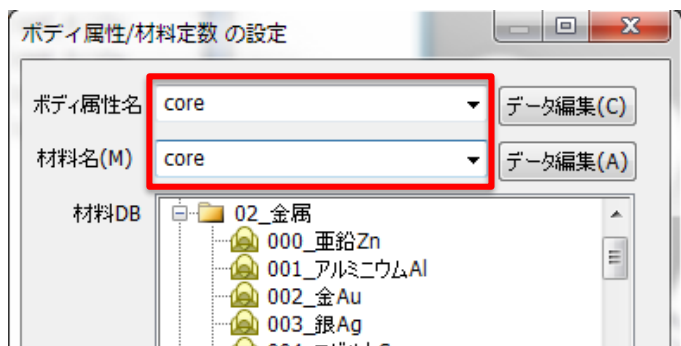 ボディ属性/材料定数 の設定
ボディ属性名 core データ編集(C)
材料名(M) core データ編集(A)
材料DB 02_金属
000_亜鉛Zn
001_アルミニウムAl
002_金Au
003_銀Ag